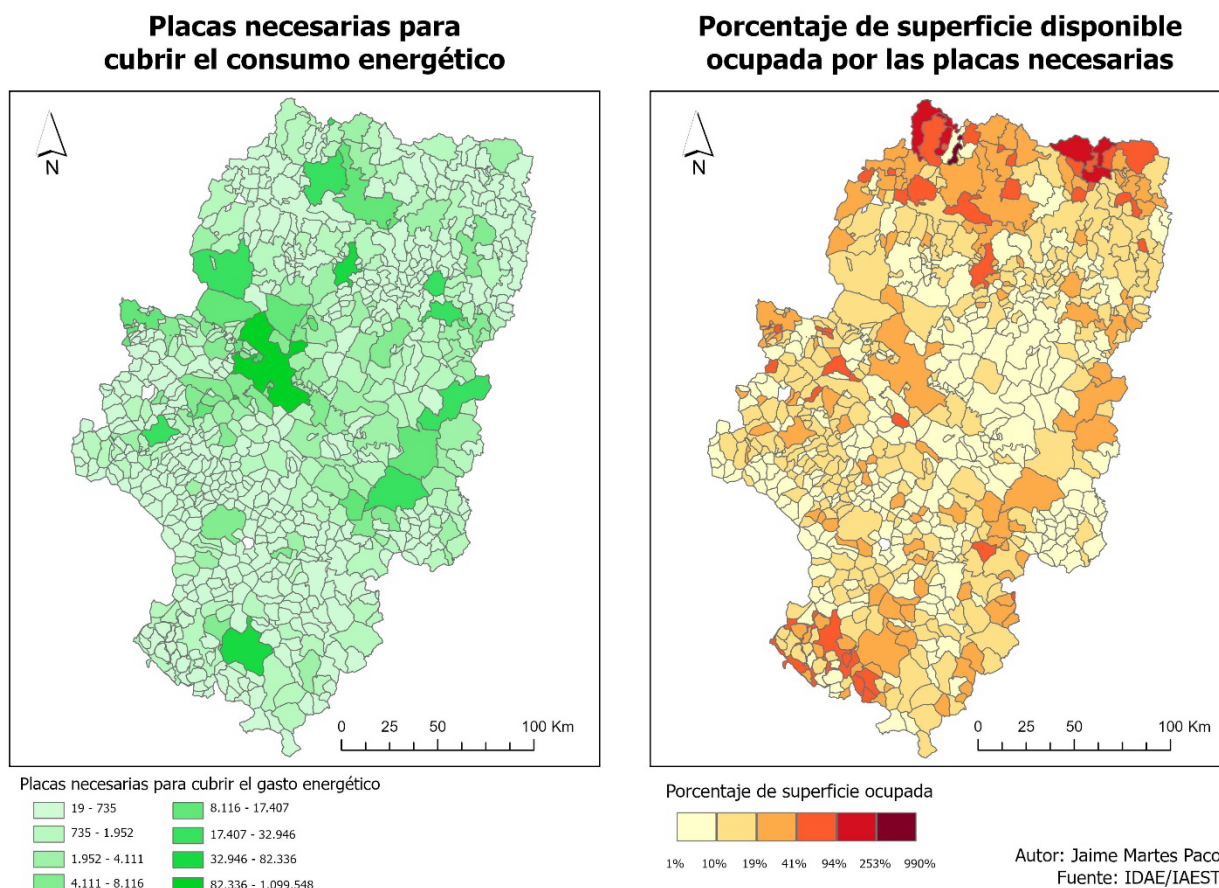 Placas necesarias para
cubrir el consumo energético
Porcentaje de superficie disponible
ocupada por las placas necesarias
N
0 25 50 100 Km
N
0 25 50 100 Km
Placas necesarias para cubrir el gasto energético
19 - 735
735 - 1.952
1.952 - 4.111
4.111 - 8.116
8.116 - 17.407
17.407 - 32.946
32.946 - 82.336
82.336 - 1.099.548
Porcentaje de superficie ocupada
1% 10% 19% 41% 94% 253% 990%
Autor: Jaime Martes Paco
Fuente: IDAE/IAEST